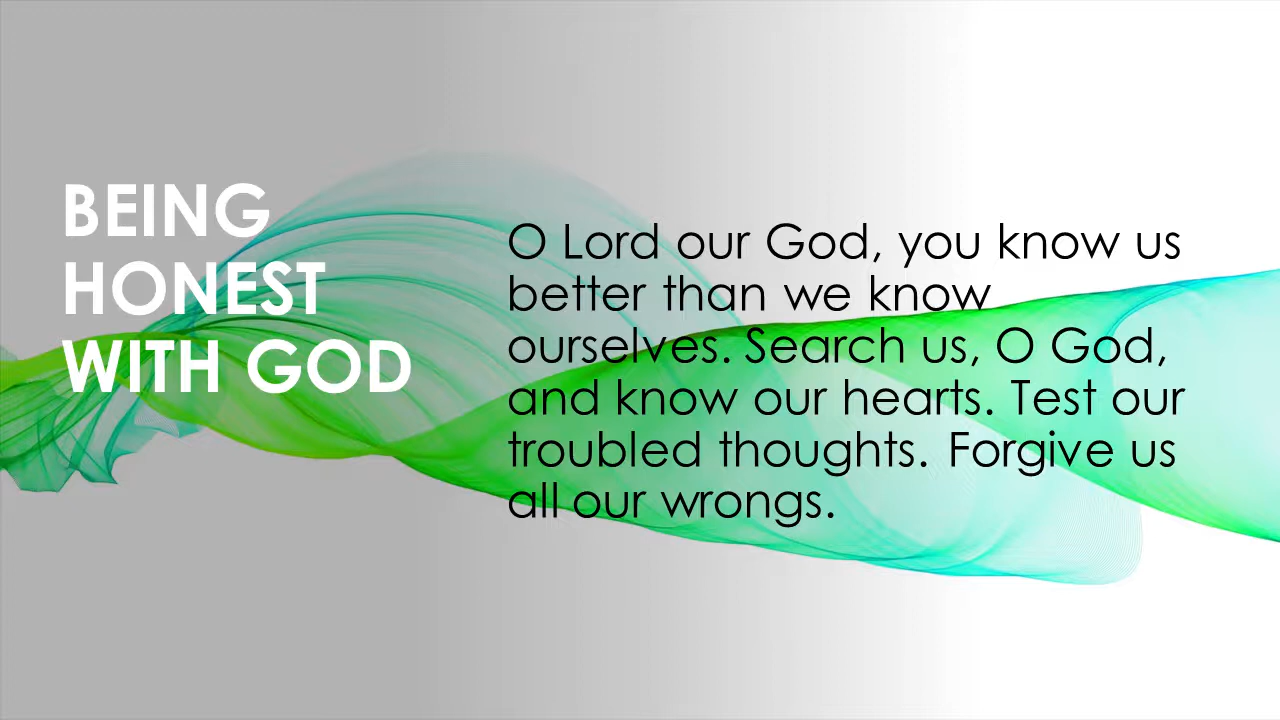 BEING
HONEST
WITH GOD
O Lord our God, you know us
better than we know
ourselves. Search us, O God,
and know our hearts. Test our
troubled thoughts. Forgive us
all our wrongs.